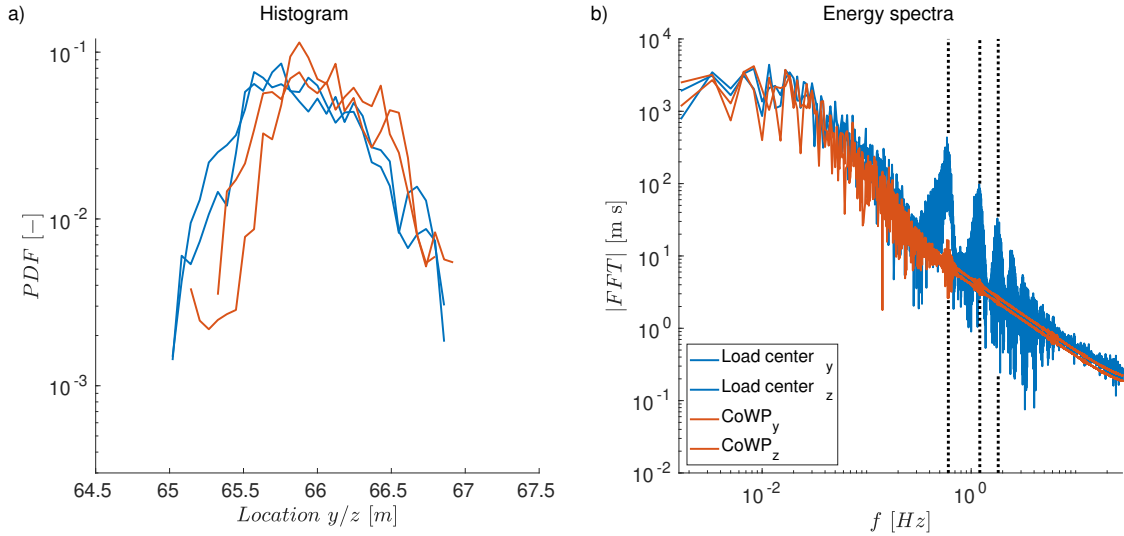 a)
Histogram
10^-1
10^-2
10^-3
PDF [−]
64.5 65 65.5 66 66.5 67 67.5
Location y/z [m]
b)
Energy spectra
10^4
10^3
10^2
10^1
10^0
10^-1
10^-2
|FFT| [m s]
Load center y
Load center z
CoWP y
CoWP z
10^-2 10^0
f [Hz]